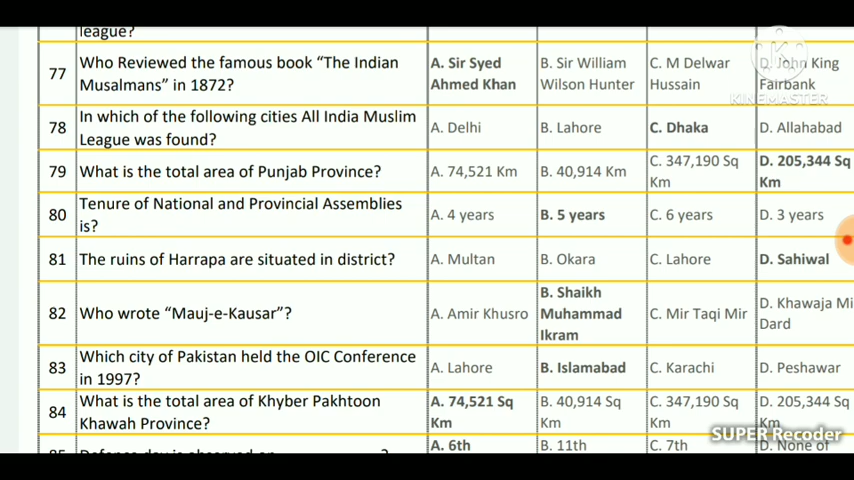 league?
77 Who Reviewed the famous book “The Indian Musalmans” in 1872? A. Sir Syed Ahmed Khan B. Sir William Wilson Hunter C. M Delwar Hussain D. John King Fairbank
KINEMASTER
78 In which of the following cities All India Muslim League was found? A. Delhi B. Lahore C. Dhaka D. Allahabad
79 What is the total area of Punjab Province? A. 74,521 Km B. 40,914 Km C. 347,190 Sq Km D. 205,344 Sq Km
80 Tenure of National and Provincial Assemblies is? A. 4 years B. 5 years C. 6 years D. 3 years
81 The ruins of Harrapa are situated in district? A. Multan B. Okara C. Lahore D. Sahiwal
82 Who wrote “Mauj-e-Kausar”? A. Amir Khusro B. Shaikh Muhammad Ikram C. Mir Taqi Mir D. Khawaja Mi Dard
83 Which city of Pakistan held the OIC Conference in 1997? A. Lahore B. Islamabad C. Karachi D. Peshawar
84 What is the total area of Khyber Pakhtoon Khawah Province? A. 74,521 Sq Km B. 40,914 Sq Km C. 347,190 Sq Km D. 205,344 Sq Km
SUPER Recorder
85 Defence day is observed on ? A. 6th B. 11th C. 7th D. None of